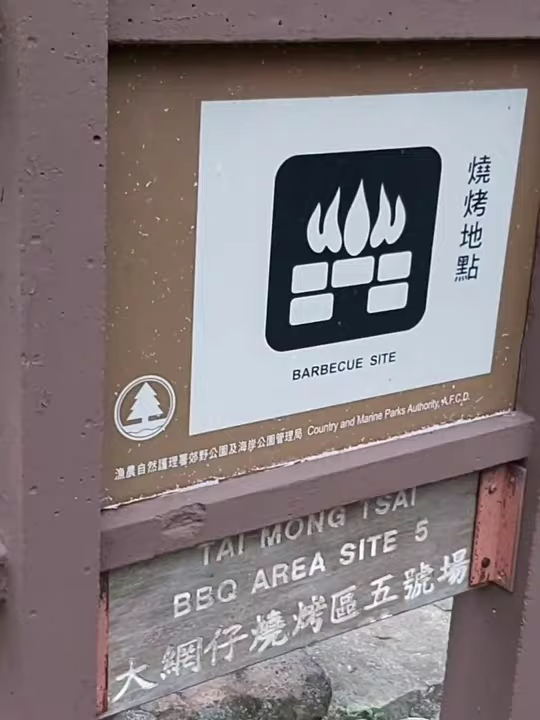 燒烤地點
BARBECUE SITE
漁農自然護理署郊野公園及海岸公園管理局 Country and Marine Parks Authority, A.F.C.D.
TAI MONG TSAI
BBQ AREA SITE 5
大網仔燒烤區五號場